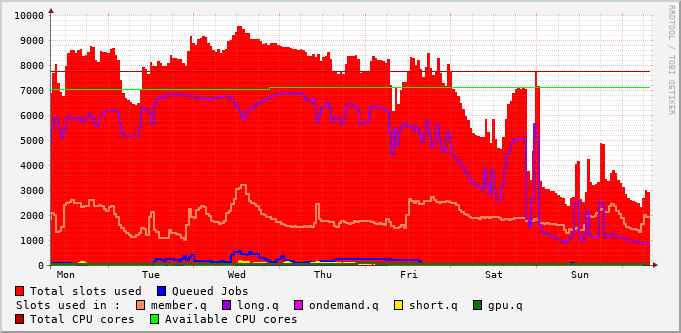 10000
9000
8000
7000
6000
5000
4000
3000
2000
1000
0
Mon Tue Wed Thu Fri Sat Sun
RRDTOOL / TOBI OETIKER
Total slots used Queued Jobs
Slots used in : member.q long.q ondemand.q short.q gpu.q
Total CPU cores Available CPU cores